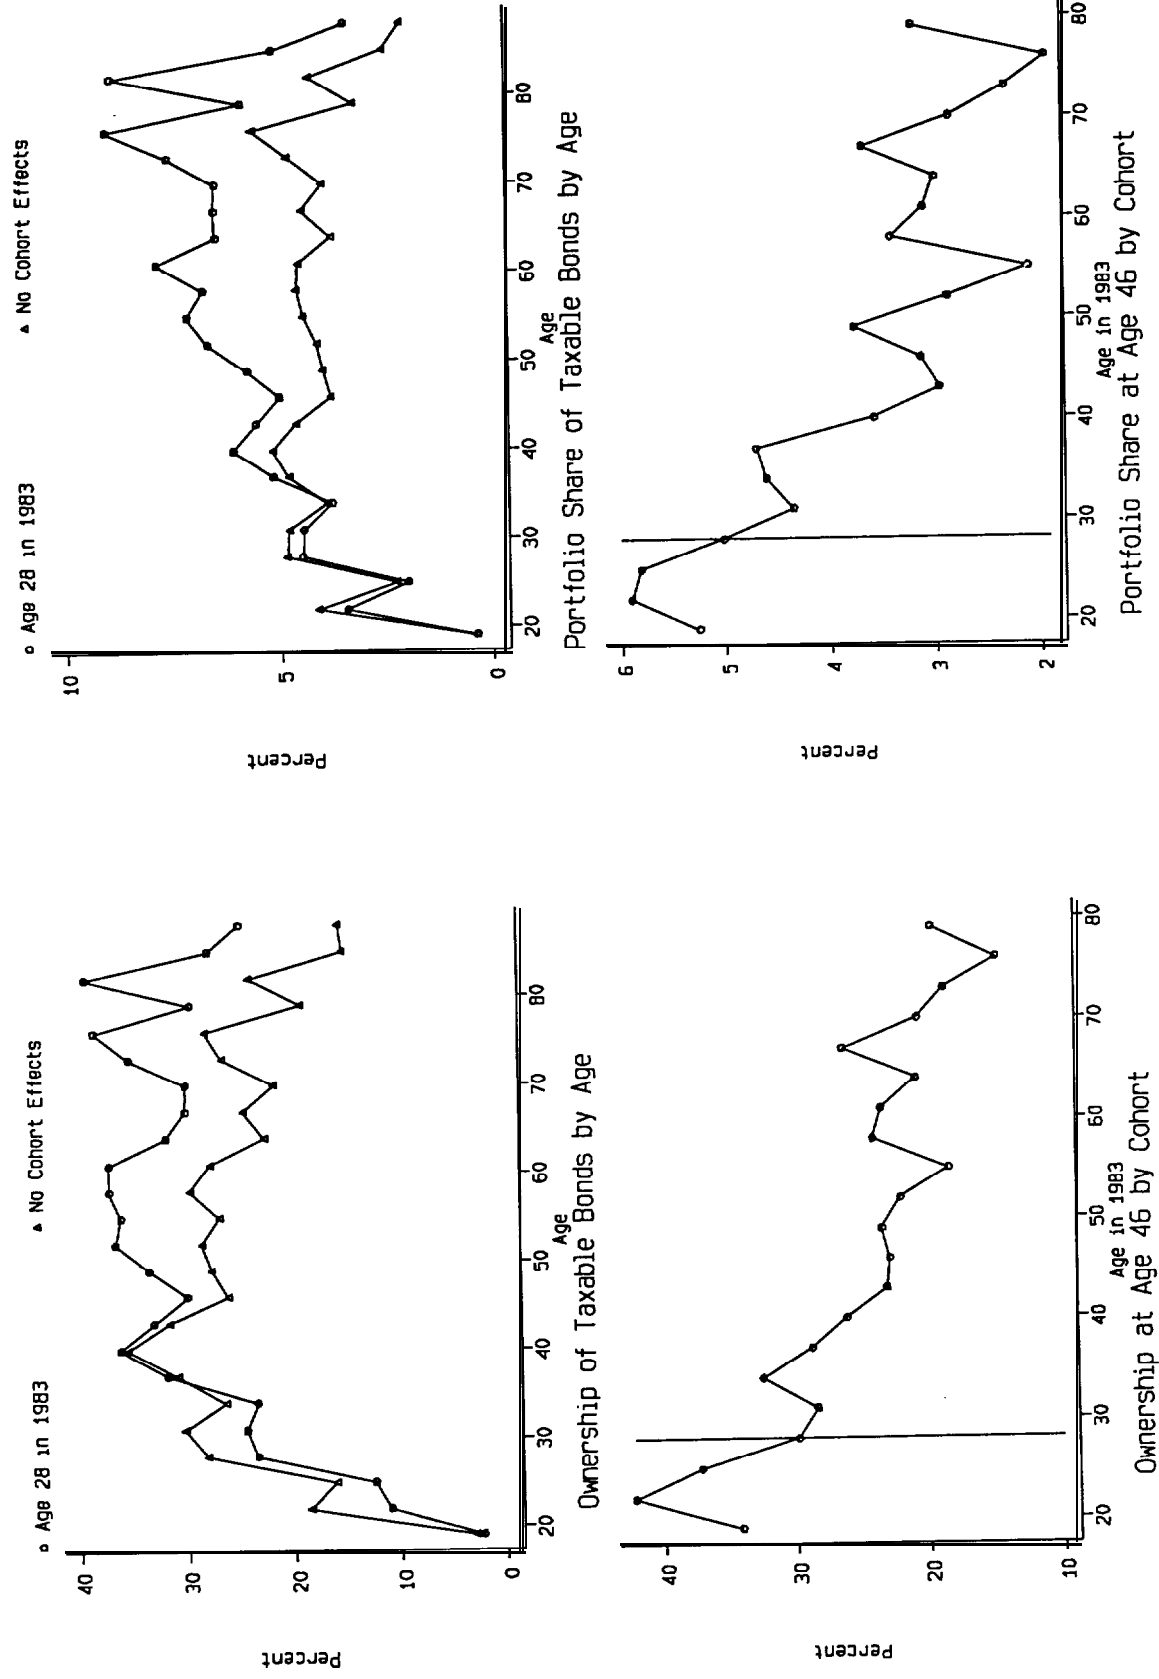 o Age 28 in 1983 ▵ No Cohort Effects
Percent
40
30
20
10
0
20 30 40 50 60 70 80
Age
Ownership of Taxable Bonds by Age
Percent
40
30
20
10
20 30 40 50 60 70 80
Age in 1983
Ownership at Age 46 by Cohort
o Age 28 in 1983 ▵ No Cohort Effects
Percent
10
5
0
20 30 40 50 60 70 80
Age
Portfolio Share of Taxable Bonds by Age
Percent
6
5
4
3
2
20 30 40 50 60 70 80
Age in 1983
Portfolio Share at Age 46 by Cohort